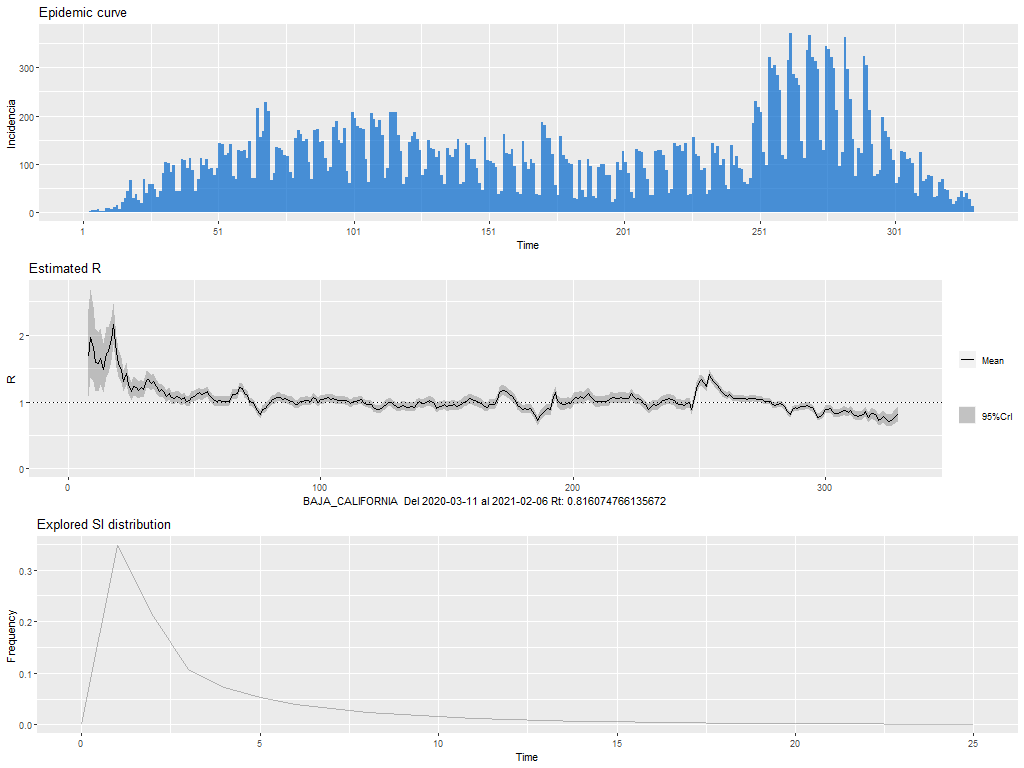 Epidemic curve
Incidencia
300
200
100
0
1 51 101 151 201 251 301
Time
Estimated R
R
2
1
0
Mean
95%CrI
0 100 200 300
BAJA_CALIFORNIA Del 2020-03-11 al 2021-02-06 Rt: 0.816074766135672
Explored SI distribution
Frequency
0.3
0.2
0.1
0.0
0 5 10 15 20 25
Time